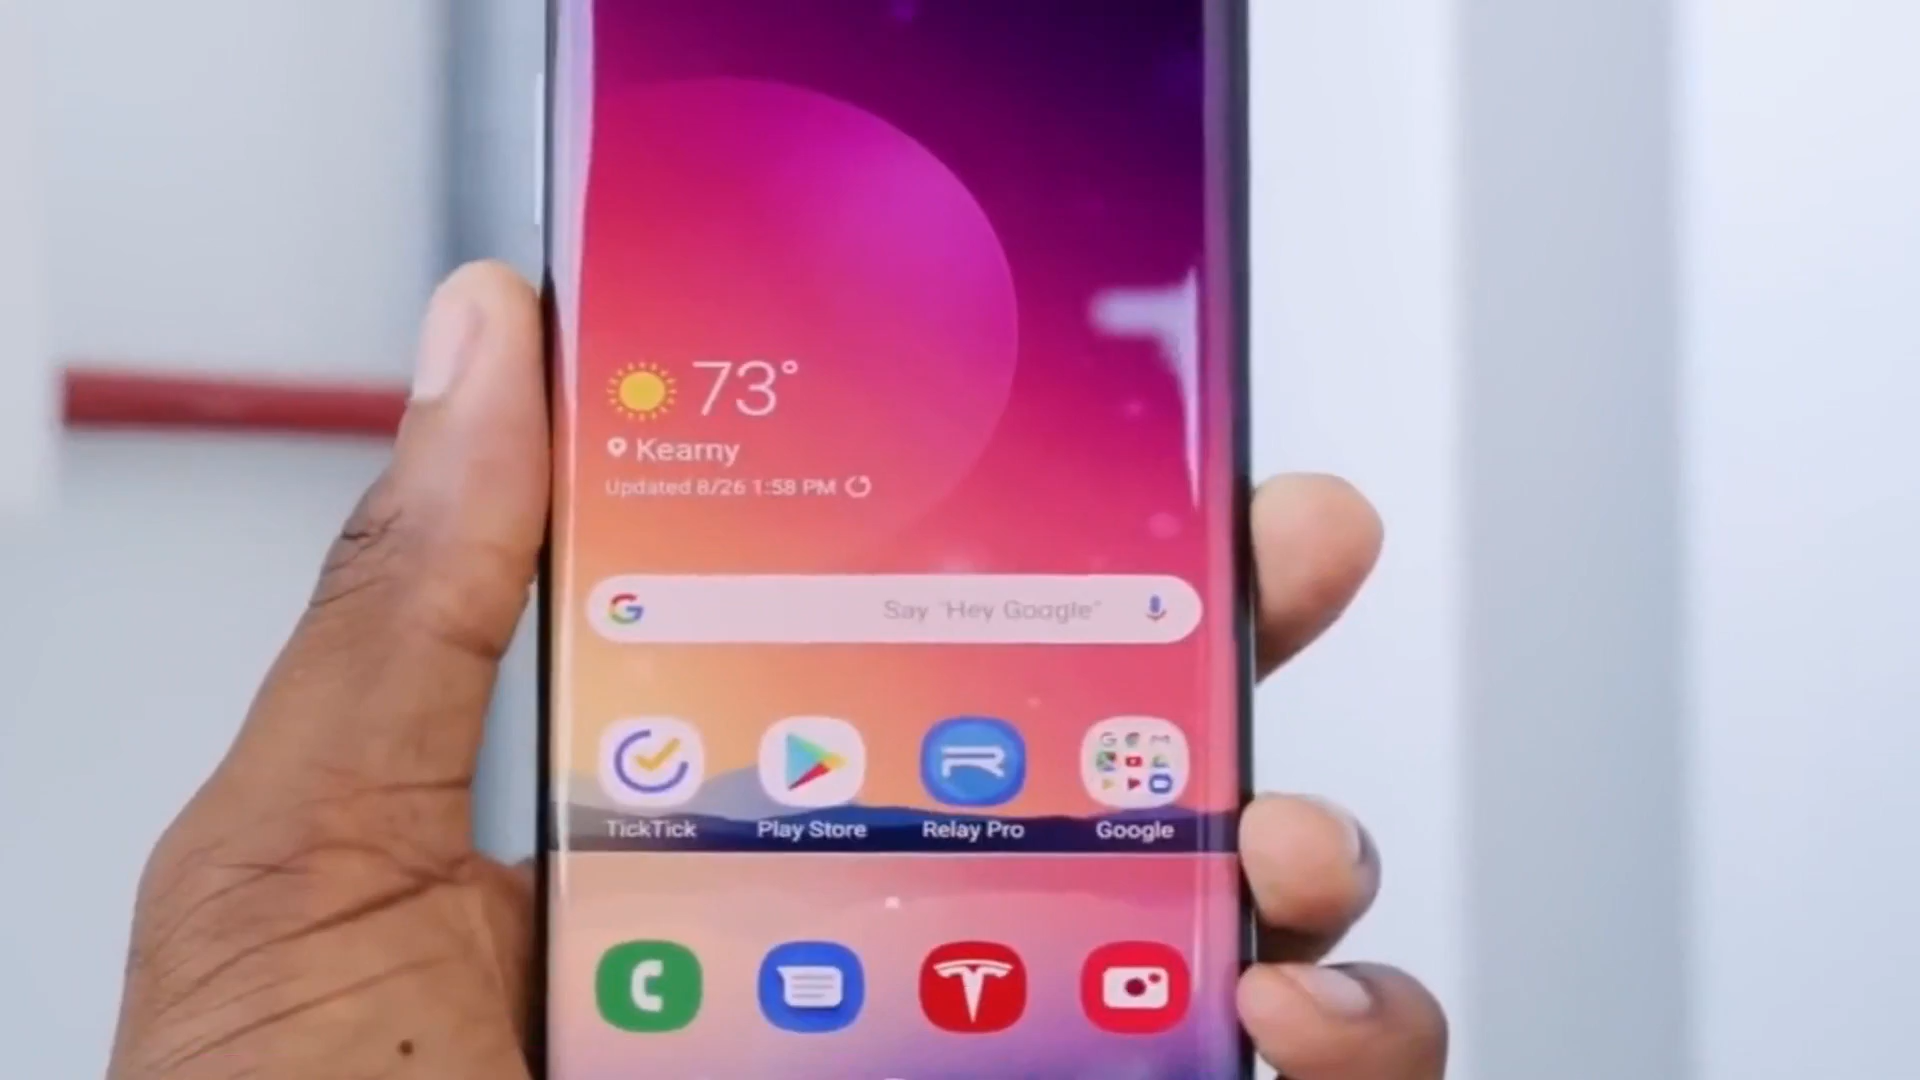 73°
Kearny
Updated 8/26 1:58 PM
Say "Hey Google"
TickTick
Play Store
Relay Pro
Google